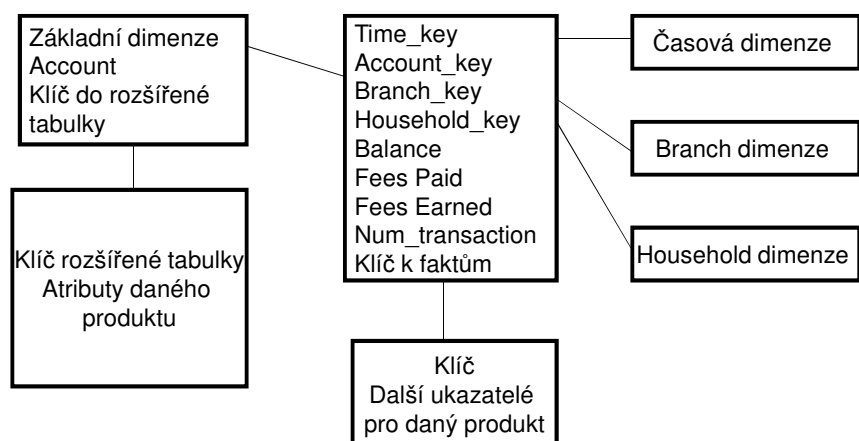 Základní dimenze
Account
Klíč do rozšířené
tabulky
Klíč rozšířené tabulky
Atributy daného
produktu
Time_key
Account_key
Branch_key
Household_key
Balance
Fees Paid
Fees Earned
Num_transaction
Klíč k faktům
Klíč
Další ukazatelé
pro daný produkt
Časová dimenze
Branch dimenze
Household dimenze